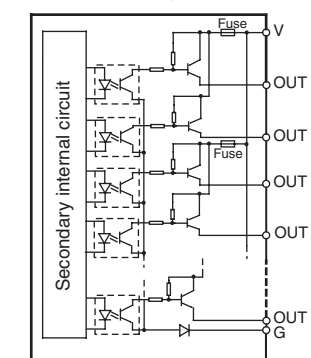 Fuse
V
OUT
Secondary internal circuit
OUT
Fuse
OUT
OUT
OUT
G